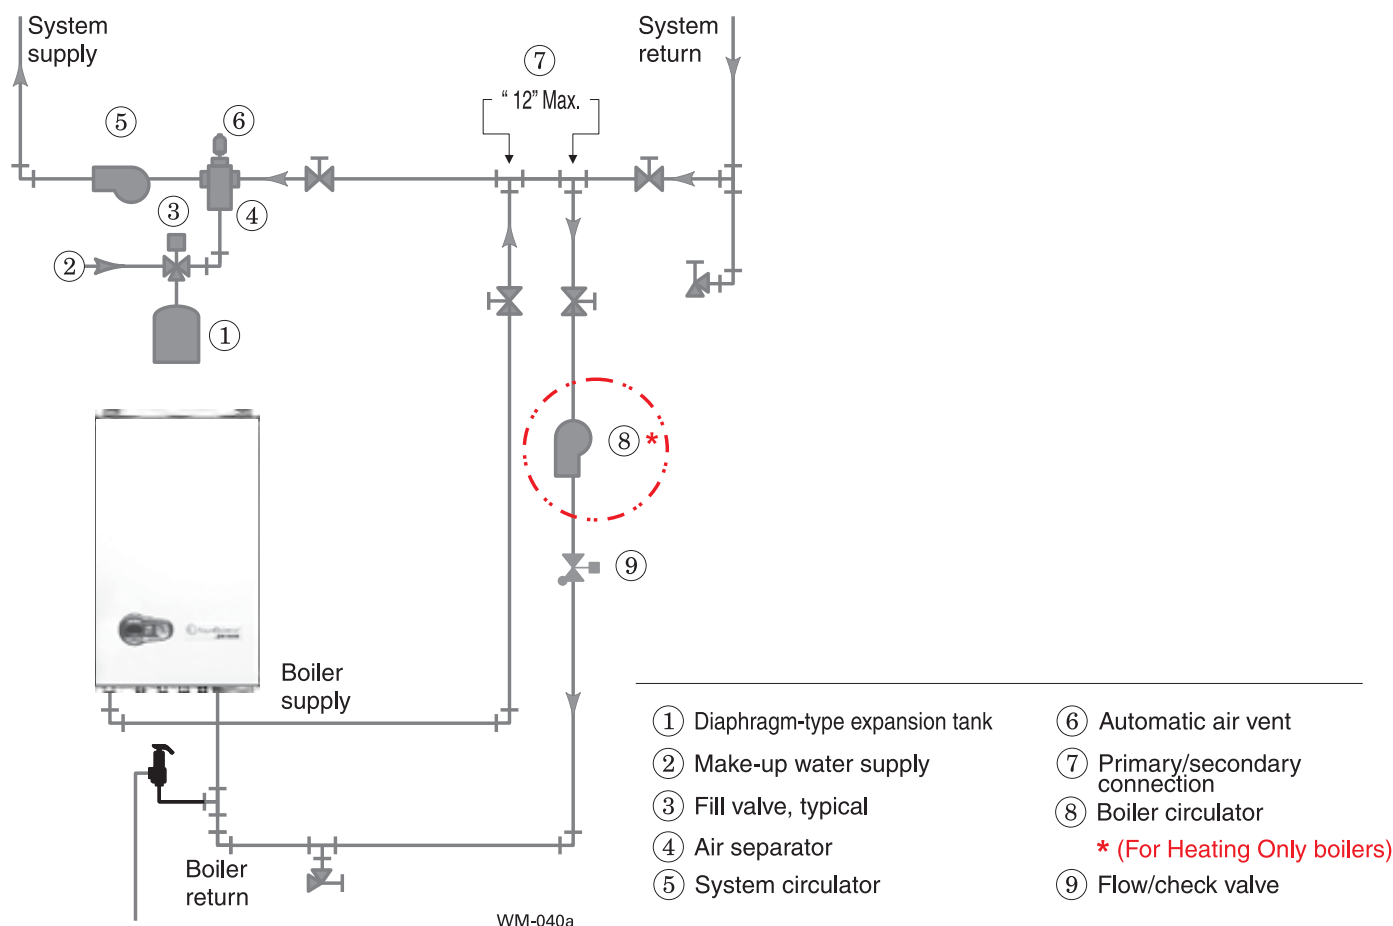 System
supply
System
return
7
“ 12” Max.
5
6
3
4
2
1
8 *
9
Boiler
supply
Boiler
return
WM-040a
1 Diaphragm-type expansion tank
2 Make-up water supply
3 Fill valve, typical
4 Air separator
5 System circulator
6 Automatic air vent
7 Primary/secondary
connection
8 Boiler circulator
* (For Heating Only boilers)
9 Flow/check valve